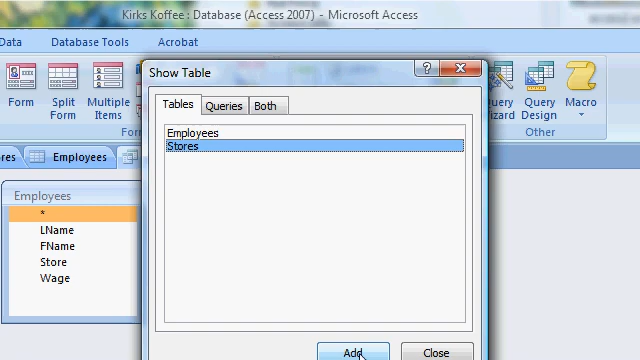 Kirks Koffee : Database (Access 2007) - Microsoft Access
Data
Database Tools
Acrobat
Show Table
?
Tables
Queries
Both
Form
Split
Form
Multiple
Items
Query
Wizard
Query
Design
Macro
Other
Employees
Stores
Employees
Employees
*
LName
FName
Store
Wage
Add
Close